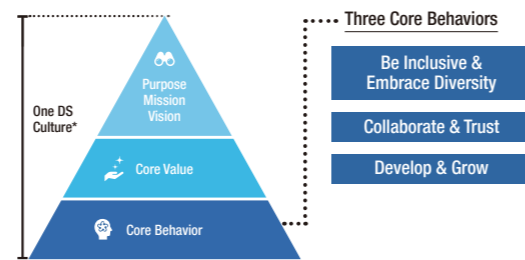 Three Core Behaviors
Purpose
Mission
Vision
One DS
Culture*
Core Value
Core Behavior
Be Inclusive &
Embrace Diversity
Collaborate & Trust
Develop & Grow